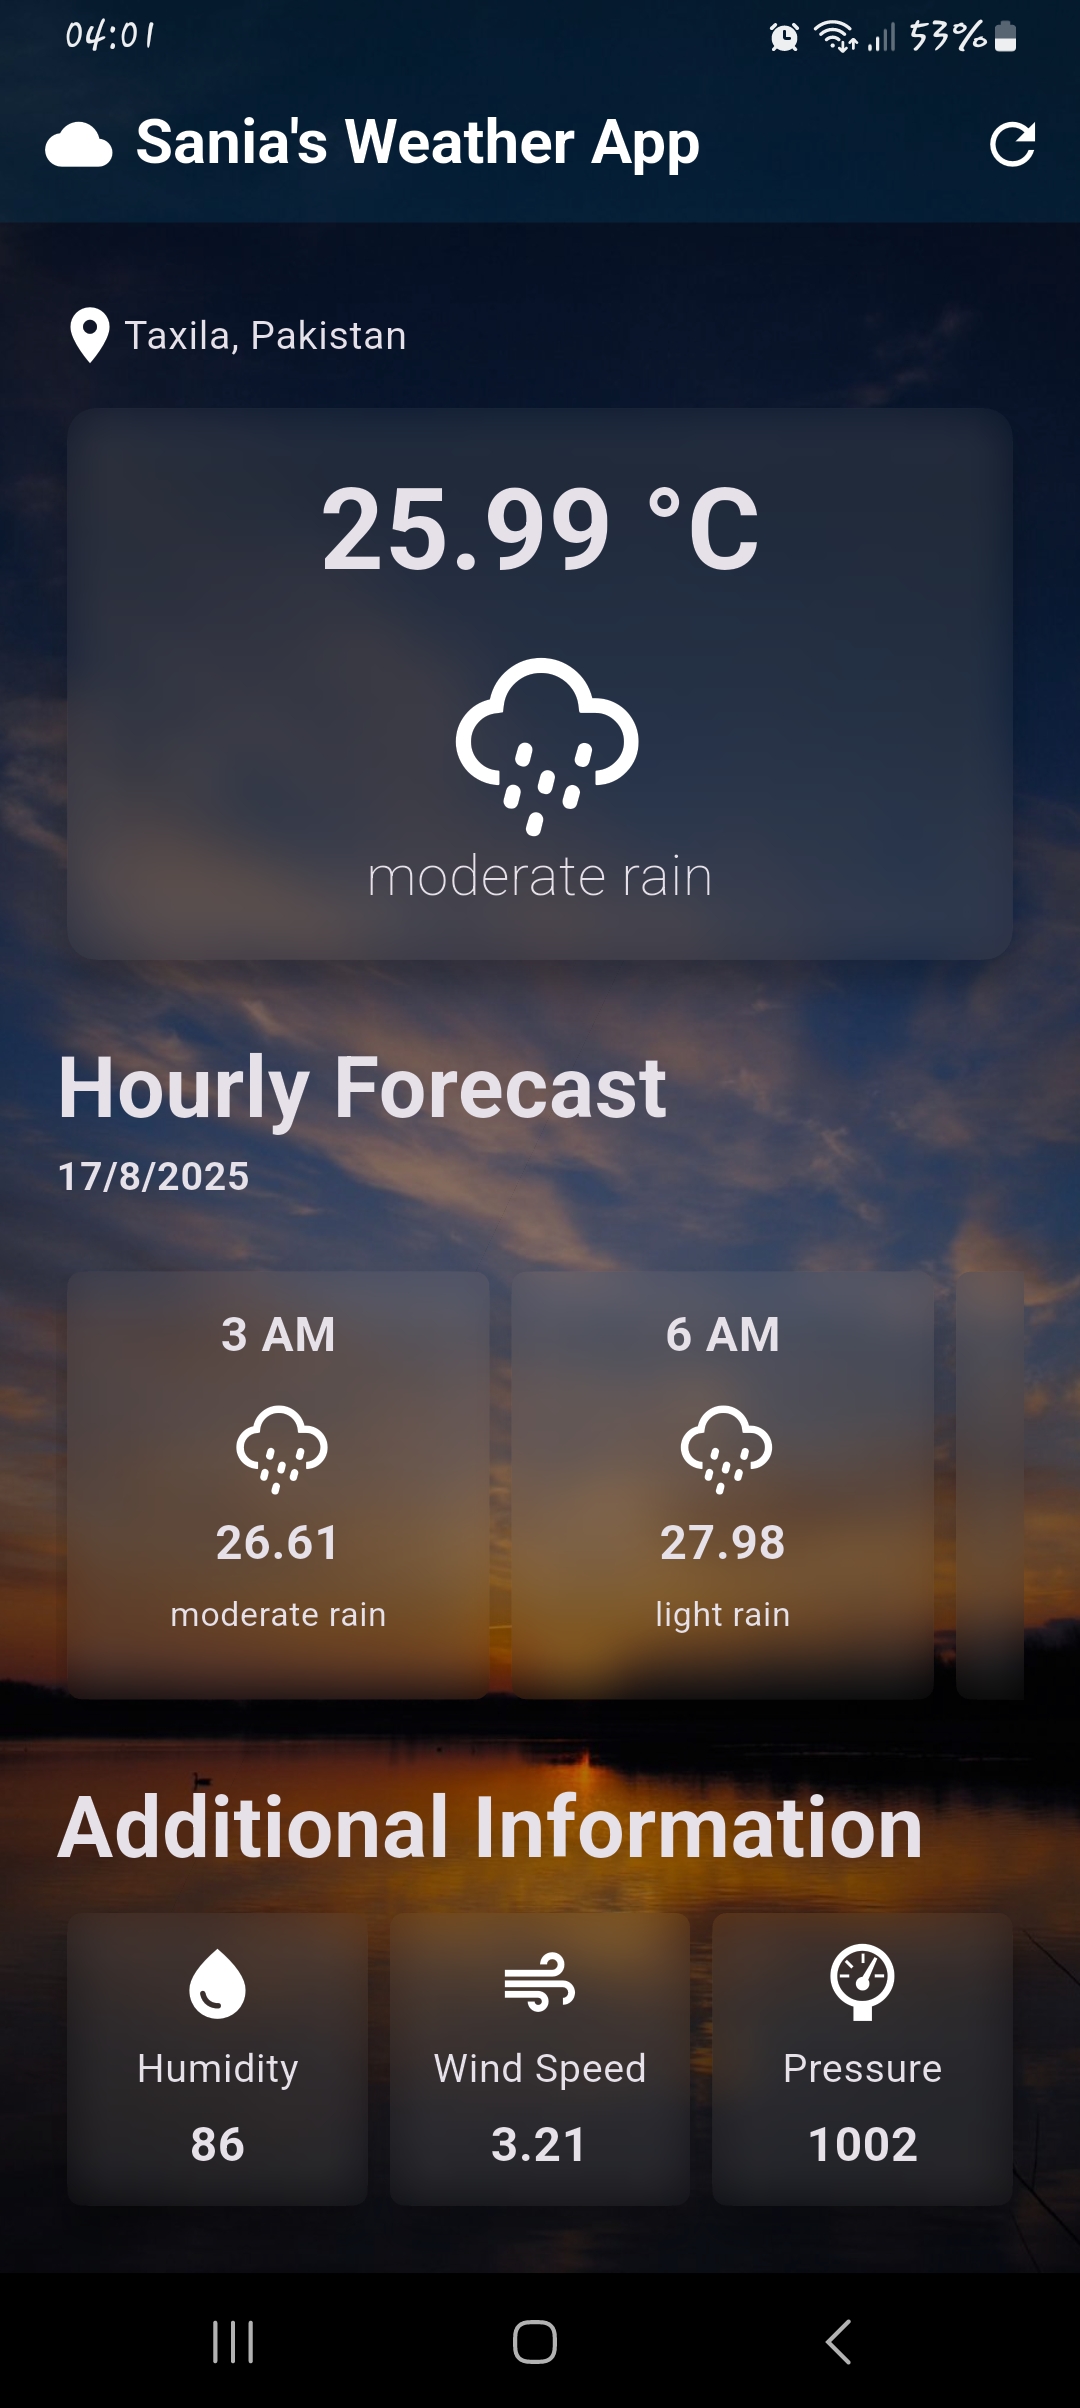 04:01 53%
Sania's Weather App
Taxila, Pakistan
25.99 °C
moderate rain
Hourly Forecast
17/8/2025
3 AM 6 AM
26.61 27.98
moderate rain light rain
Additional Information
Humidity Wind Speed Pressure
86 3.21 1002